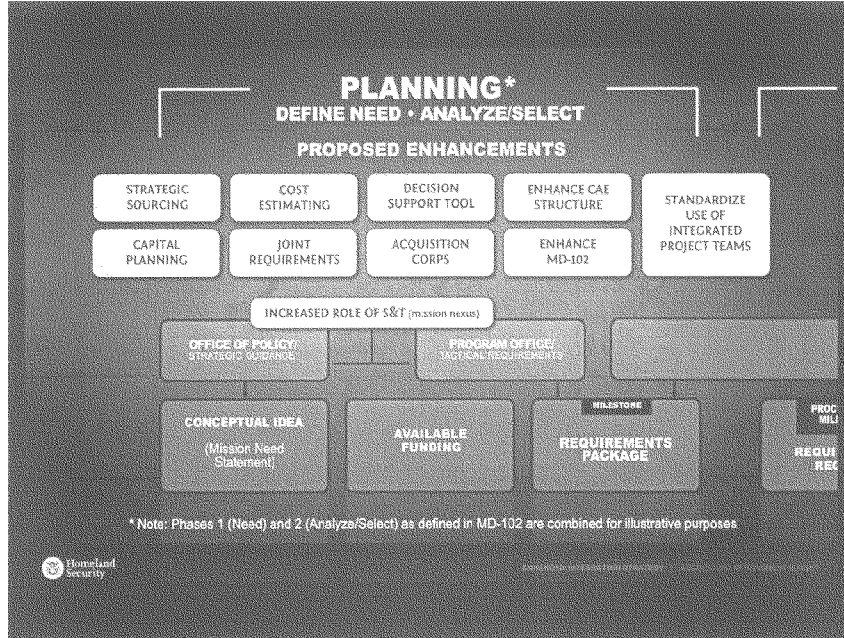 PLANNING*
DEFINE NEED • ANALYZE/SELECT
PROPOSED ENHANCEMENTS
STRATEGIC
SOURCING
COST
ESTIMATING
DECISION
SUPPORT TOOL
ENHANCE CAE
STRUCTURE
STANDARDIZE
USE OF
INTEGRATED
PROJECT TEAMS
CAPITAL
PLANNING
JOINT
REQUIREMENTS
ACQUISITION
CORPS
ENHANCE
MD-102
INCREASED ROLE OF S&T (mission nexus)
OFFICE OF POLICY/
STRATEGIC GUIDANCE
PROGRAM OFFICE/
TACTICAL REQUIREMENTS
CONCEPTUAL IDEA
(Mission Need
Statement)
AVAILABLE
FUNDING
MILESTONE
REQUIREMENTS
PACKAGE
PROC
MIL
REQUI
REC
* Note: Phases 1 (Need) and 2 (Analyze/Select) as defined in MD-102 are combined for illustrative purposes
Homeland
Security